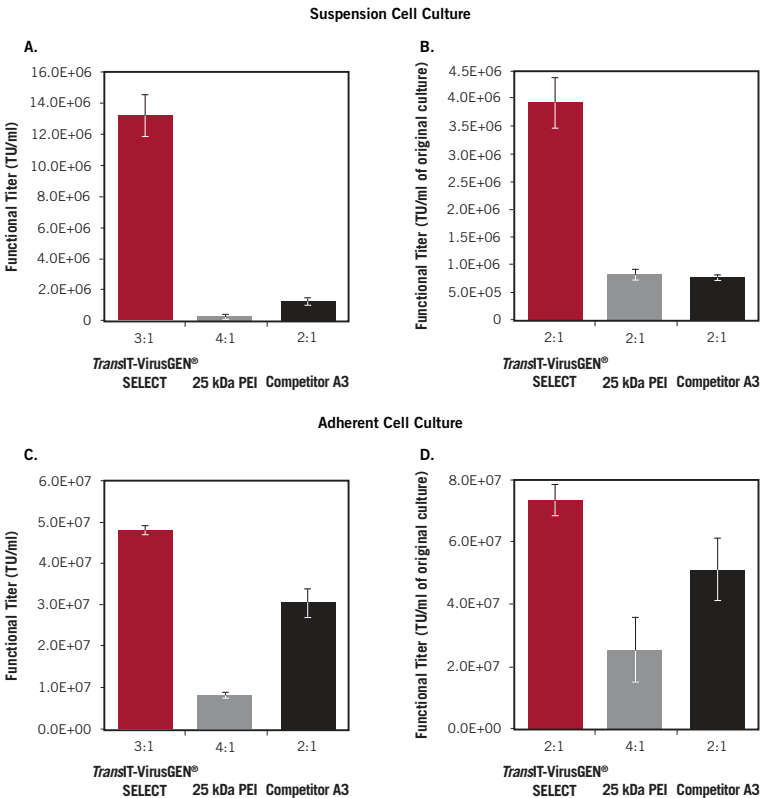 Suspension Cell Culture
A.
Functional Titer (TU/ml)
16.0E+06
14.0E+06
12.0E+06
10.0E+06
8.0E+06
6.0E+06
4.0E+06
2.0E+06
0
3:1
4:1
2:1
TransIT-VirusGEN®
SELECT
25 kDa PEI
Competitor A3
B.
Functional Titer (TU/ml of original culture)
4.5E+06
4.0E+06
3.5E+06
3.0E+06
2.5E+06
2.0E+06
1.5E+06
1.0E+06
5.0E+05
0
2:1
2:1
2:1
TransIT-VirusGEN®
SELECT
25 kDa PEI
Competitor A3
Adherent Cell Culture
C.
Functional Titer (TU/ml)
6.0E+07
5.0E+07
4.0E+07
3.0E+07
2.0E+07
1.0E+07
0.0E+00
3:1
4:1
2:1
TransIT-VirusGEN®
SELECT
25 kDa PEI
Competitor A3
D.
Functional Titer (TU/ml of original culture)
8.0E+07
6.0E+07
4.0E+07
2.0E+07
0.0E+00
2:1
4:1
2:1
TransIT-VirusGEN®
SELECT
25 kDa PEI
Competitor A3